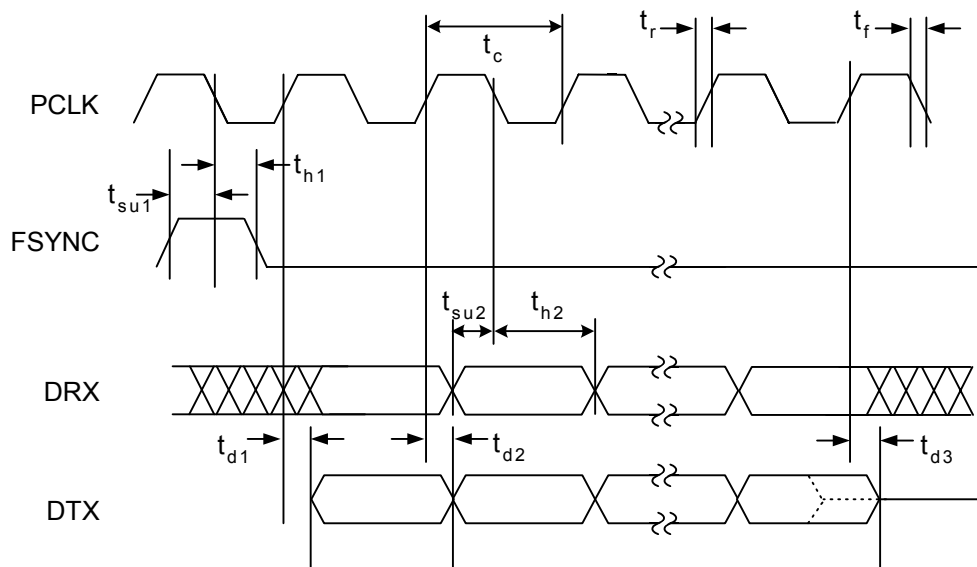 t_r
t_f
t_c
PCLK
t_h1
t_su1
FSYNC
t_su2
t_h2
DRX
t_d1
t_d2
t_d3
DTX